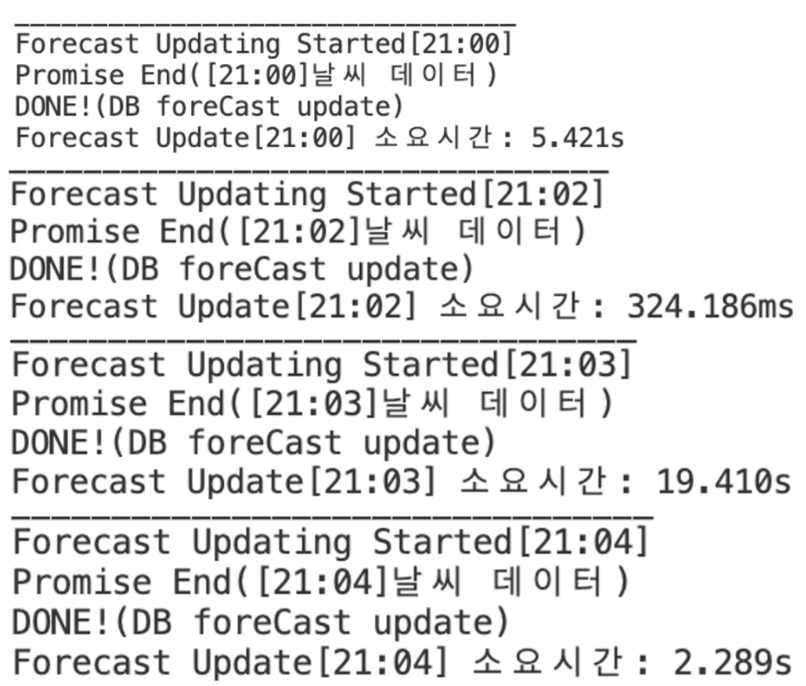 Forecast Updating Started[21:00]
Promise End([21:00]날씨 데이터)
DONE!(DB foreCast update)
Forecast Update[21:00] 소요시간: 5.421s
Forecast Updating Started[21:02]
Promise End([21:02]날씨 데이터)
DONE!(DB foreCast update)
Forecast Update[21:02] 소요시간: 324.186ms
Forecast Updating Started[21:03]
Promise End([21:03]날씨 데이터)
DONE!(DB foreCast update)
Forecast Update[21:03] 소요시간: 19.410s
Forecast Updating Started[21:04]
Promise End([21:04]날씨 데이터)
DONE!(DB foreCast update)
Forecast Update[21:04] 소요시간: 2.289s